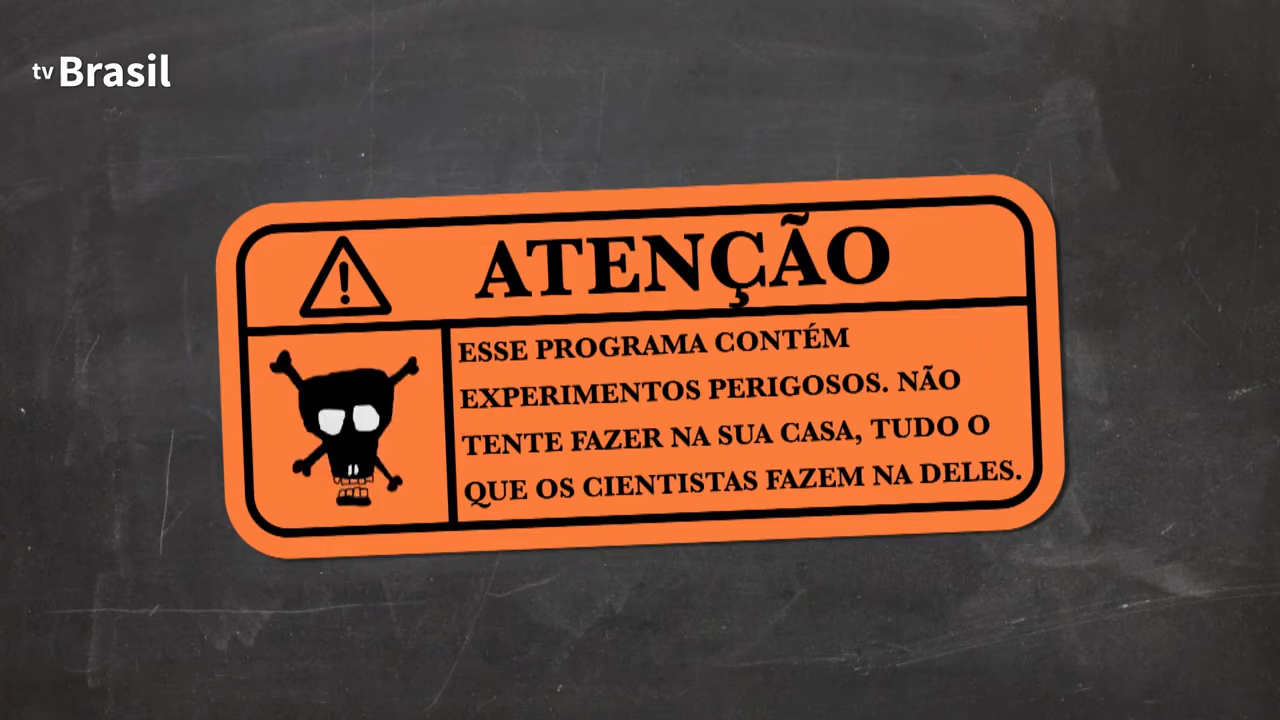 tv Brasil
ATENÇÃO
ESSE PROGRAMA CONTÉM
EXPERIMENTOS PERIGOSOS. NÃO
TENTE FAZER NA SUA CASA, TUDO O
QUE OS CIENTISTAS FAZEM NA DELES.